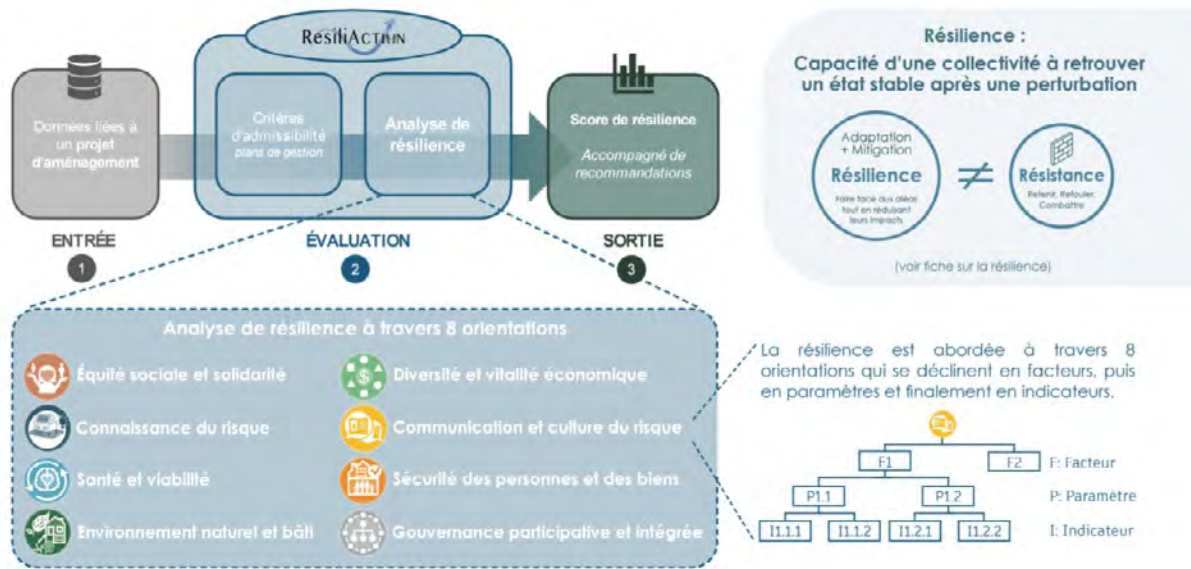 RésiliACTION
Données liées à
un projet
d'aménagement
Critères
d'admissibilité
plans de gestion
Analyse de
résilience
Score de résilience
Accompagné de
recommandations
ENTRÉE
1
ÉVALUATION
2
SORTIE
3
Résilience :
Capacité d'une collectivité à retrouver
un état stable après une perturbation
Adaptation
+ Mitigation
Résilience
Faire face aux aléas
tout en réduisant
leurs impacts
≠
Résistance
Retenir, Refouler,
Combattre
(voir fiche sur la résilience)
Analyse de résilience à travers 8 orientations
Équité sociale et solidarité
Diversité et vitalité économique
Connaissance du risque
Communication et culture du risque
Santé et viabilité
Sécurité des personnes et des biens
Environnement naturel et bâti
Gouvernance participative et intégrée
La résilience est abordée à travers 8
orientations qui se déclinent en facteurs, puis
en paramètres et finalement en indicateurs.
F1
F2
F: Facteur
P1.1
P1.2
P: Paramètre
I1.1.1
I1.1.2
I1.2.1
I1.2.2
I: Indicateur